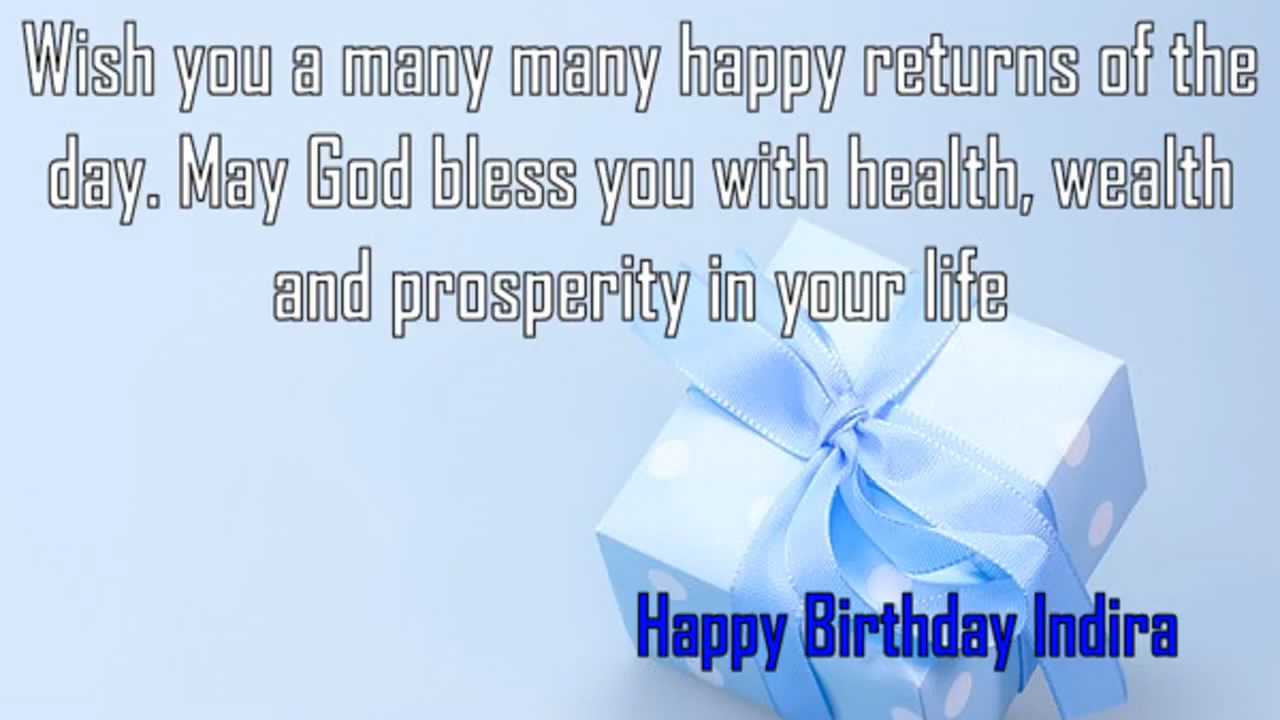 Wish you a many many happy returns of the
day. May God bless you with health, wealth
and prosperity in your life
Happy Birthday Indira